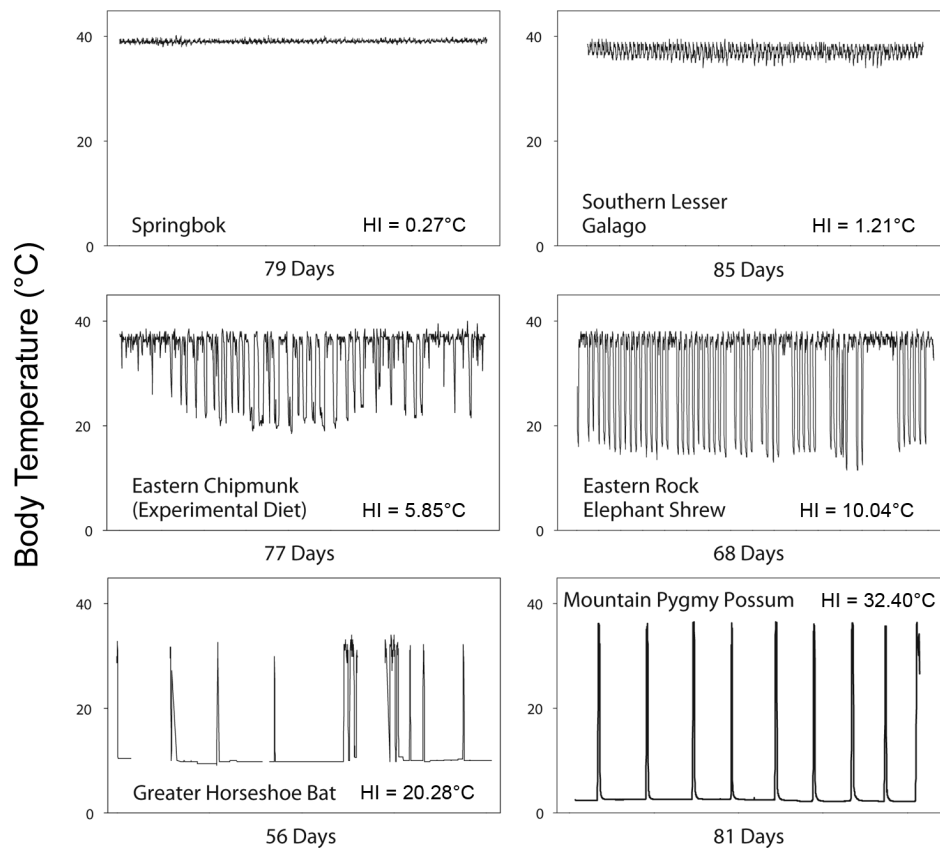 Body Temperature (°C)
40
20
0
Springbok HI = 0.27°C
79 Days
40
20
0
Southern Lesser
Galago HI = 1.21°C
85 Days
40
20
0
Eastern Chipmunk
(Experimental Diet) HI = 5.85°C
77 Days
40
20
0
Eastern Rock
Elephant Shrew HI = 10.04°C
68 Days
40
20
0
Greater Horseshoe Bat HI = 20.28°C
56 Days
Mountain Pygmy Possum HI = 32.40°C
40
20
0
81 Days